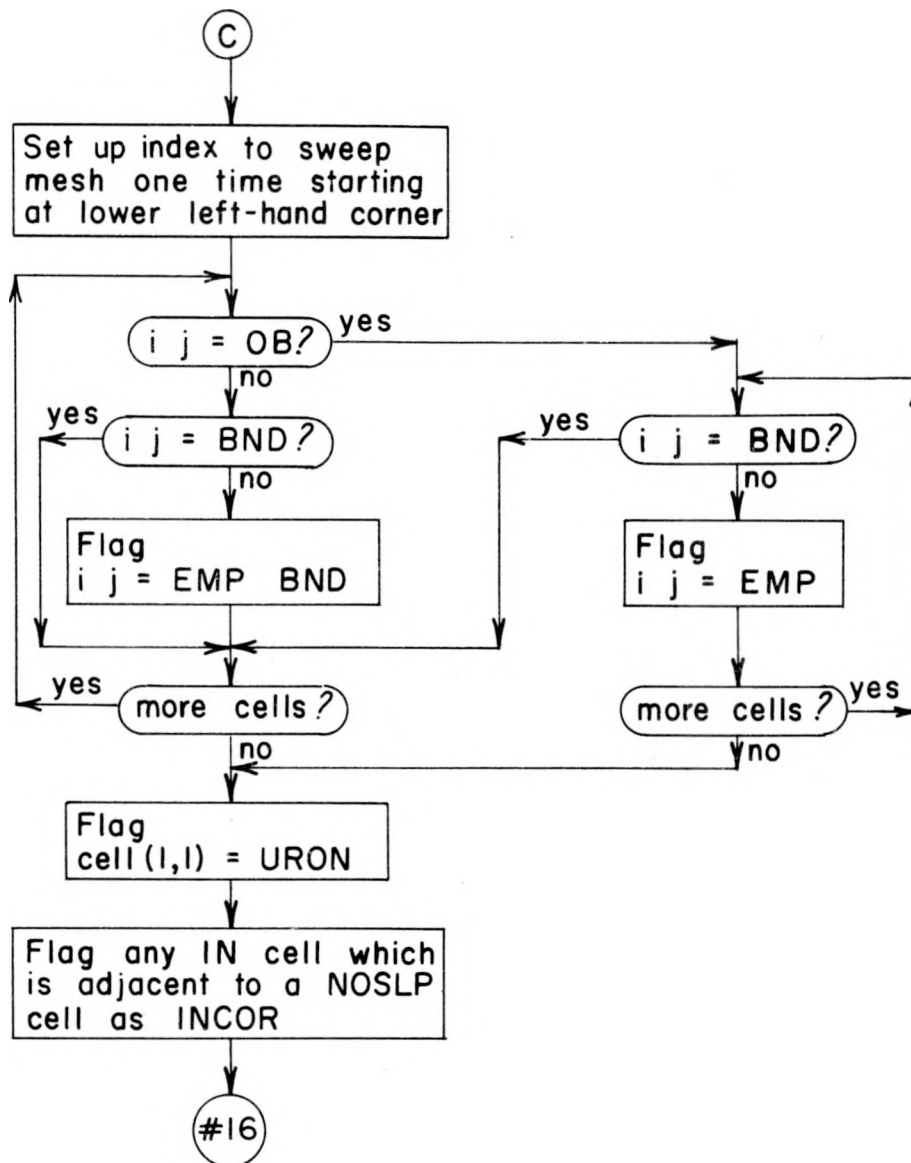 C
Set up index to sweep
mesh one time starting
at lower left-hand corner
i j = OB?
yes
no
yes
i j = BND?
no
yes
i j = BND?
no
Flag
i j = EMP BND
Flag
i j = EMP
yes
more cells?
no
more cells?
yes
no
Flag
cell (1,1) = URON
Flag any IN cell which
is adjacent to a NOSLP
cell as INCOR
#16